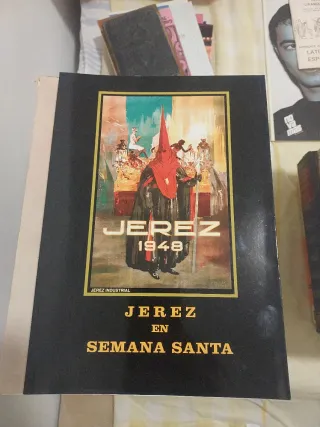 JEREZ
1948
JEREZ INDUSTRIAL
JEREZ
EN
SEMANA SANTA